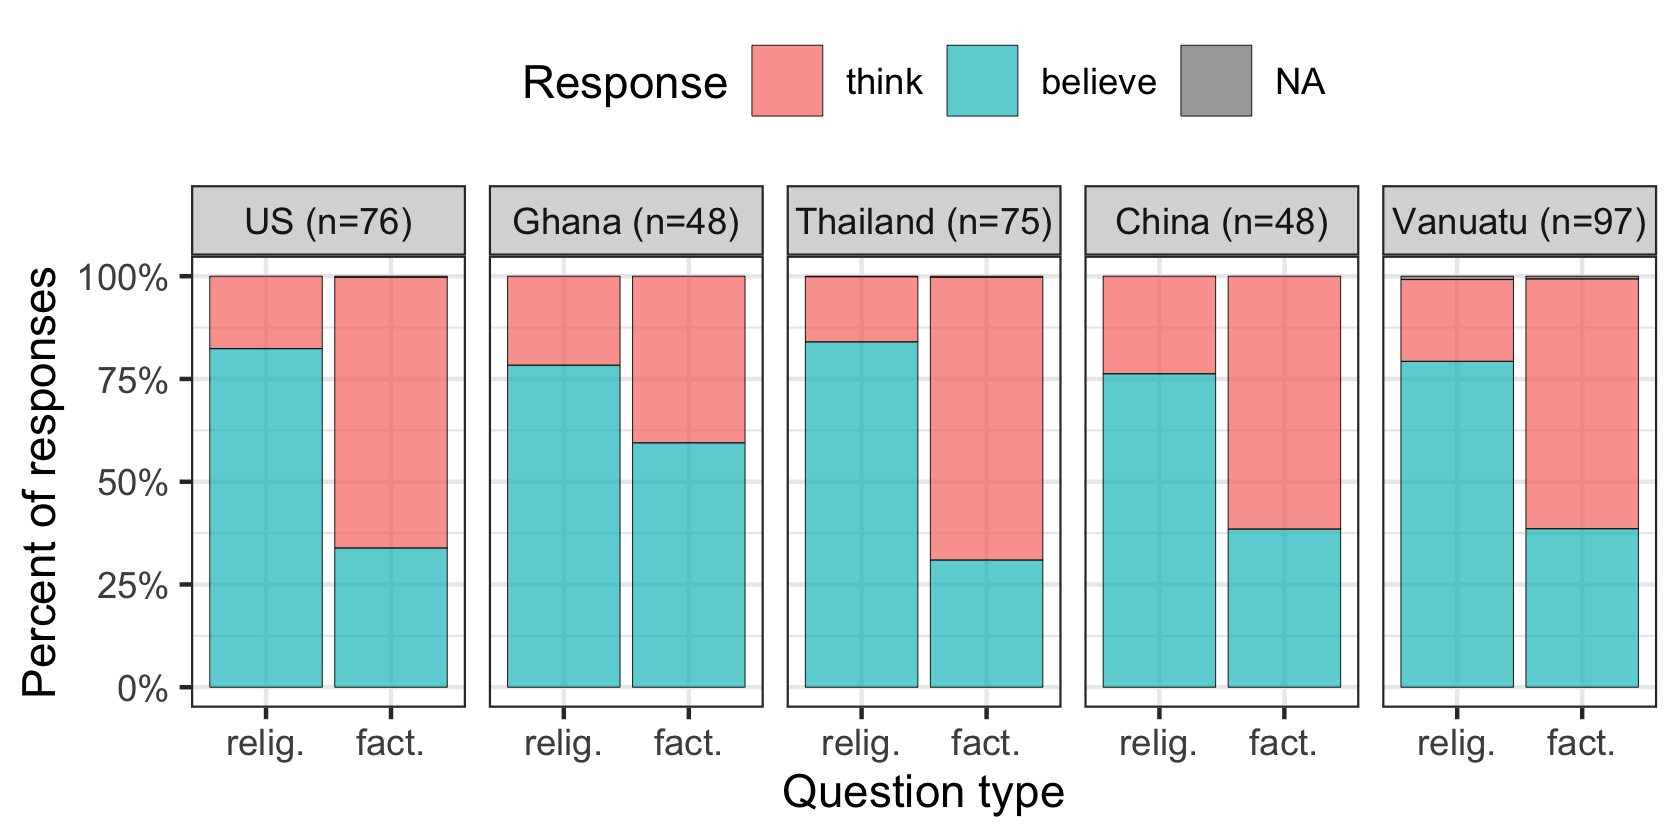 Response think believe NA
US (n=76) Ghana (n=48) Thailand (n=75) China (n=48) Vanuatu (n=97)
Percent of responses
100%
75%
50%
25%
0%
relig. fact. relig. fact. relig. fact. relig. fact. relig. fact.
Question type